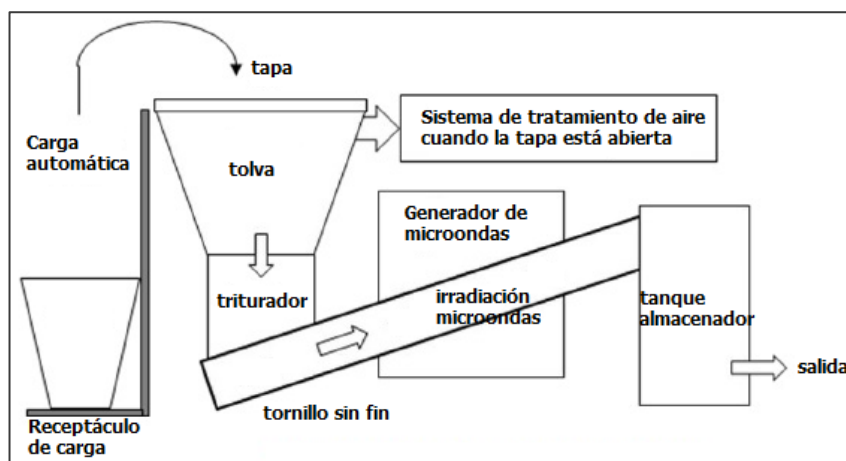 tapa
Carga
automática
Sistema de tratamiento de aire
cuando la tapa está abierta
tolva
Generador de
microondas
triturador
irradiación
microondas
tanque
almacenador
salida
tornillo sin fin
Receptáculo
de carga